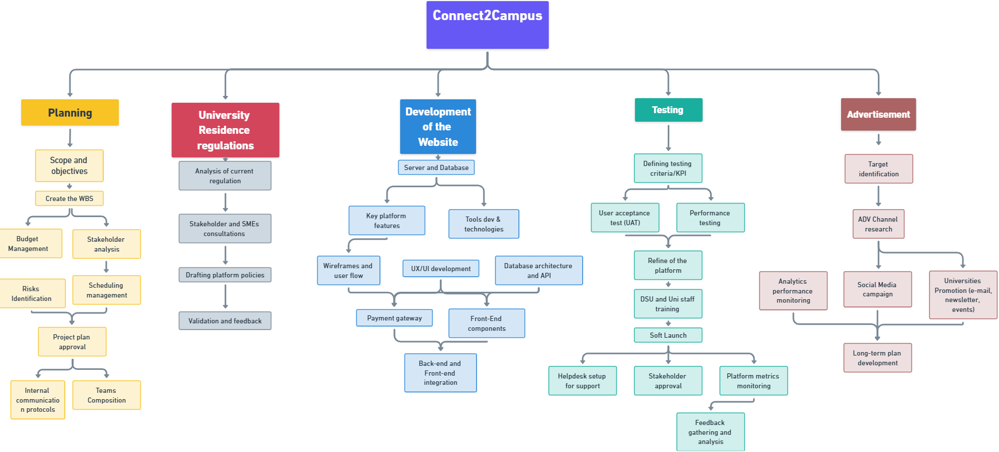 Connect2Campus
Planning
Scope and
objectives
Create the WBS
Budget
Management
Stakeholder
analysis
Risks
Identification
Scheduling
management
Project plan
approval
Internal
communicatio
n protocols
Teams
Composition
University
Residence
regulations
Analysis of current
regulation
Stakeholder and SMEs
consultations
Drafting platform policies
Validation and feedback
Development
of the
Website
Server and Database
Key platform
features
Tools dev &
technologies
Wireframes and
user flow
UX/UI development
Database architecture
and API
Payment gateway
Front-End
components
Back-end and
Front-end
integration
Testing
Defining testing
criteria/KPI
User acceptance
test (UAT)
Performance
testing
Refine of the
platform
DSU and Uni staff
training
Soft Launch
Helpdesk setup
for support
Stakeholder
approval
Platform metrics
monitoring
Feedback
gathering and
analysis
Advertisement
Target
identification
ADV Channel
research
Analytics
performance
monitoring
Social Media
campaign
Universities
Promotion (e-mail,
newsletter,
events)
Long-term plan
development